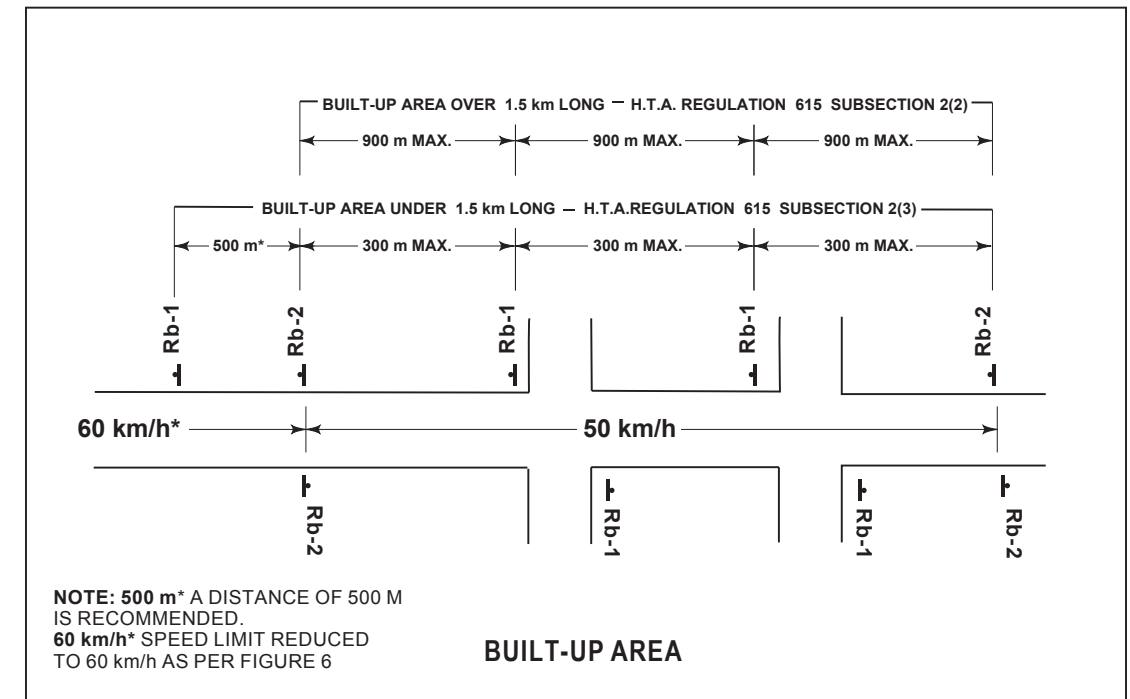 BUILT-UP AREA OVER 1.5 km LONG — H.T.A. REGULATION 615 SUBSECTION 2(2)
900 m MAX. 900 m MAX. 900 m MAX.
BUILT-UP AREA UNDER 1.5 km LONG — H.T.A.REGULATION 615 SUBSECTION 2(3)
500 m* 300 m MAX. 300 m MAX. 300 m MAX.
Rb-1 Rb-2 Rb-1 Rb-1 Rb-2
60 km/h* 50 km/h
Rb-2 Rb-1 Rb-1 Rb-2
NOTE: 500 m* A DISTANCE OF 500 M
IS RECOMMENDED.
60 km/h* SPEED LIMIT REDUCED
TO 60 km/h AS PER FIGURE 6
BUILT-UP AREA